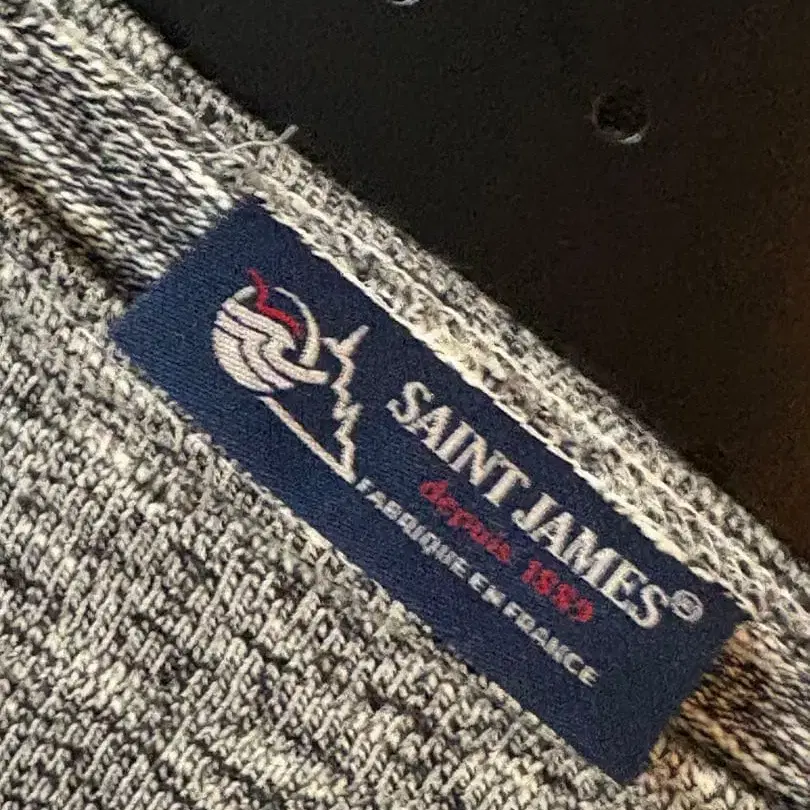 SAINT JAMES®
depuis 1889
FABRIQUE EN FRANCE